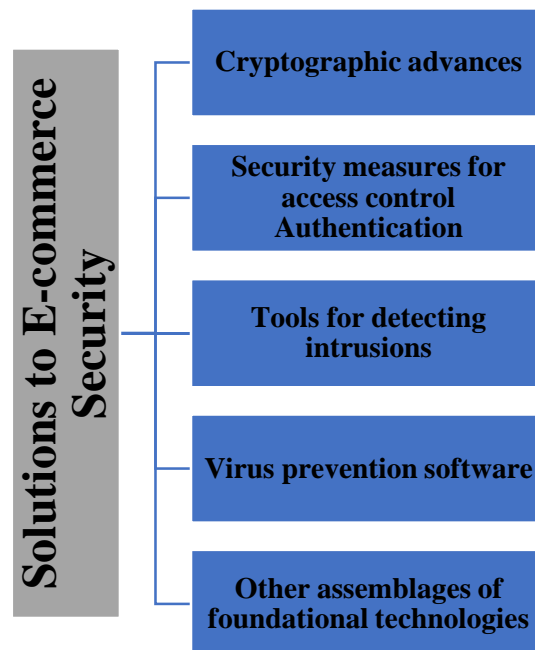 Solutions to E-commerce
Security
Cryptographic advances
Security measures for
access control
Authentication
Tools for detecting
intrusions
Virus prevention software
Other assemblages of
foundational technologies